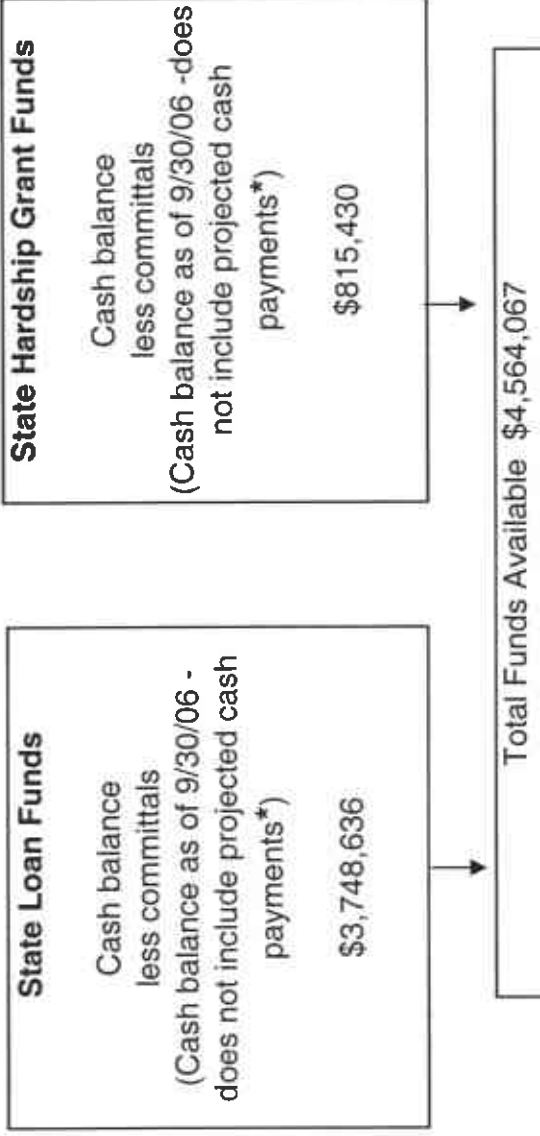 State Loan Funds
Cash balance
less committals
(Cash balance as of 9/30/06 -
does not include projected cash
payments*)
$3,748,636
State Hardship Grant Funds
Cash balance
less committals
(Cash balance as of 9/30/06 -does
not include projected cash
payments*)
$815,430
Total Funds Available $4,564,067